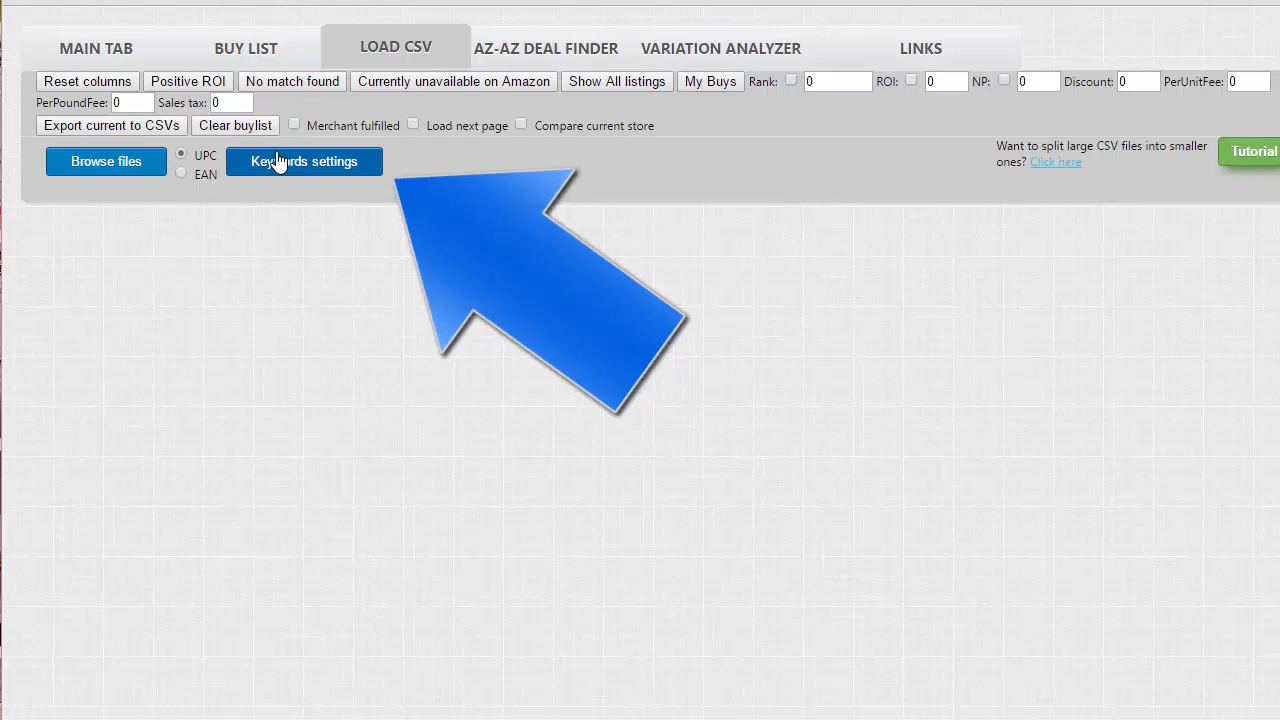 MAIN TAB BUY LIST LOAD CSV AZ-AZ DEAL FINDER VARIATION ANALYZER LINKS
Reset columns Positive ROI No match found Currently unavailable on Amazon Show All listings My Buys Rank: 0 ROI: 0 NP: 0 Discount: 0 PerUnitFee: 0
PerPoundFee: 0 Sales tax: 0
Export current to CSVs Clear buylist Merchant fulfilled Load next page Compare current store
Browse files UPC Keywords settings
EAN
Want to split large CSV files into smaller
ones? Click here
Tutorial